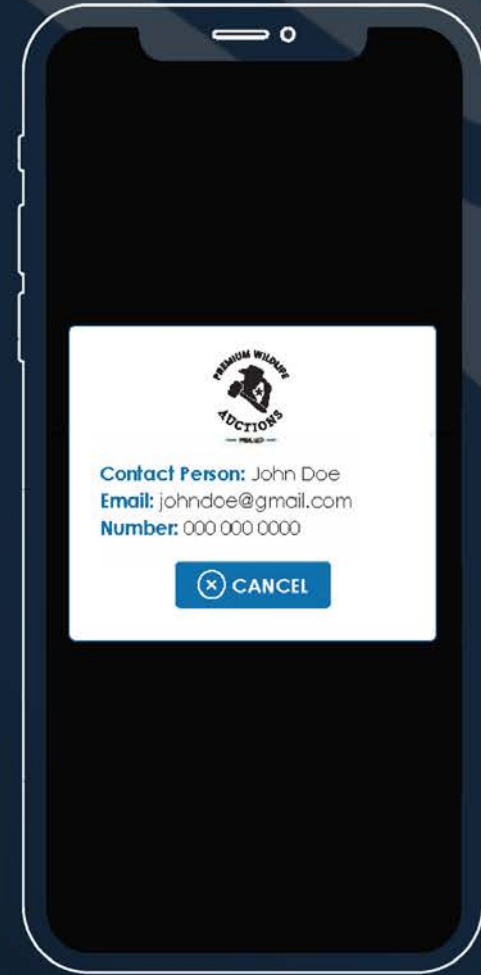 PREMIUM WILDLIFE
AUCTIONS
Contact Person: John Doe
Email: johndoe@gmail.com
Number: 000 000 0000
CANCEL